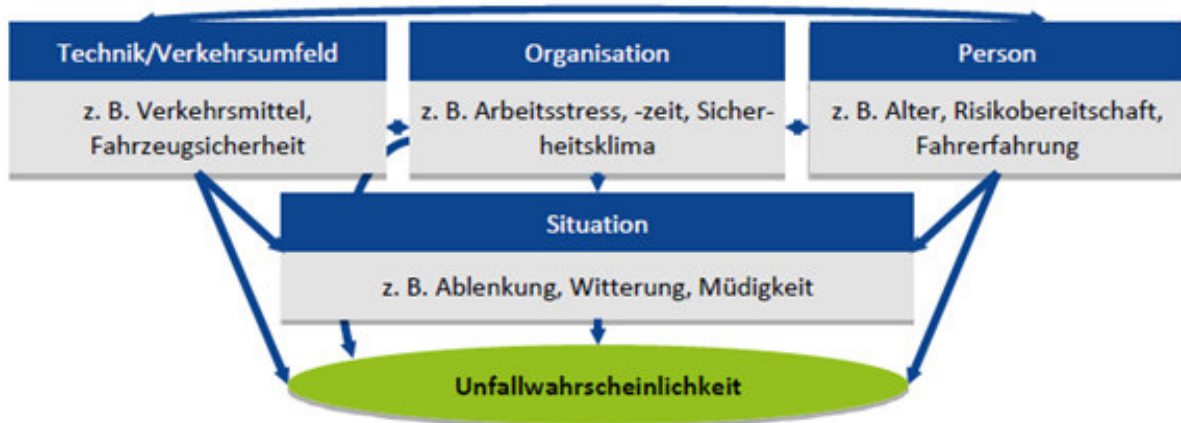 Technik/Verkehrsumfeld
z. B. Verkehrsmittel,
Fahrzeugsicherheit
Organisation
z. B. Arbeitsstress, -zeit, Sicher-
heitsklima
Person
z. B. Alter, Risikobereitschaft,
Fahrerfahrung
Situation
z. B. Ablenkung, Witterung, Müdigkeit
Unfallwahrscheinlichkeit